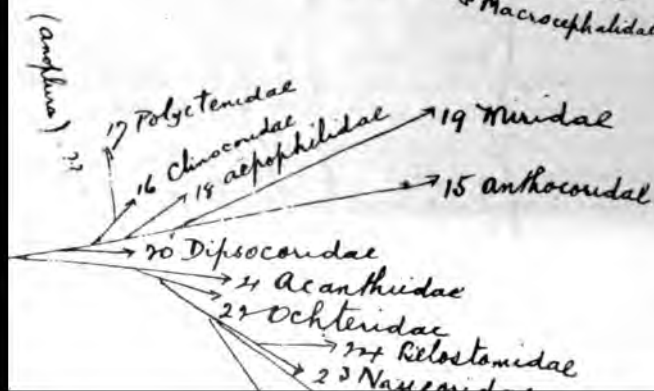 Macrocephalidae
(anoplura) ??
17 Polyctenidae
16 Clinocoridae
18 aepophilidae
19 Miridae
15 anthocoridae
20 Dipsocoridae
21 Acanthiidae
22 Ochteridae
24 Belostomidae
23 Naucoridae